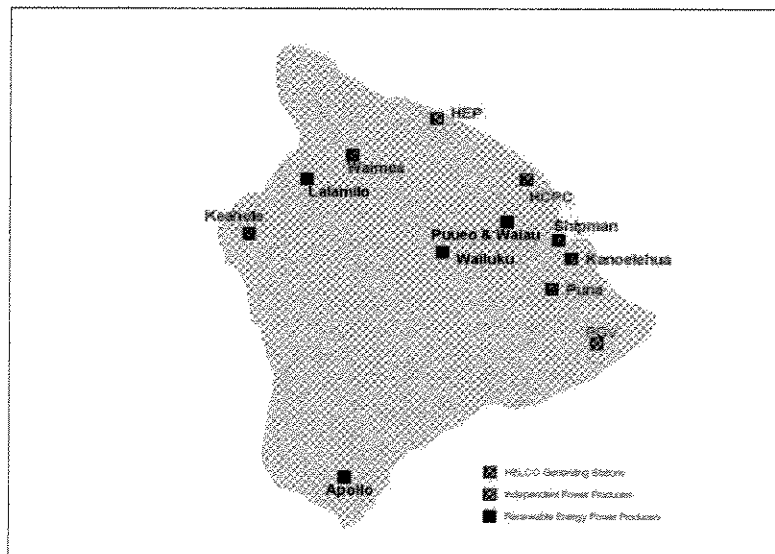 HEP
Waimea
Lalamilo
HCPC
Keahole
Shipman
Puueo & Waiau
Wailuku
Kanoelehua
Puna
PGV
Apollo
HELCO Generating Stations
Independent Power Producers
Renewable Energy Power Producers